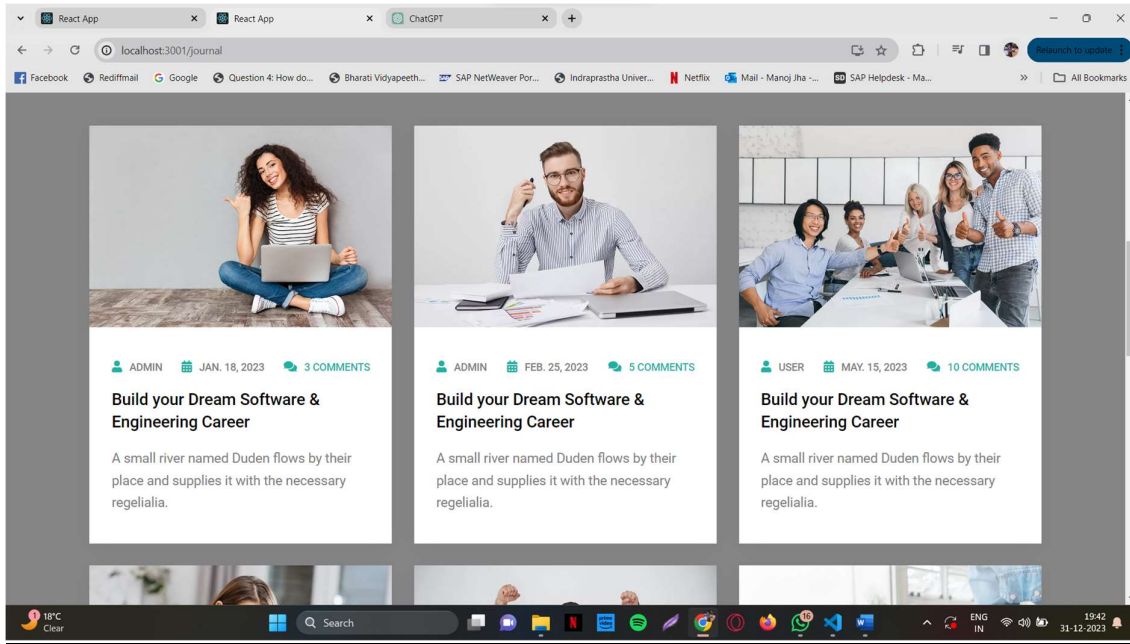 React App
React App
ChatGPT
localhost:3001/journal
Relaunch to update
Facebook Rediffmail Google Question 4: How do... Bharati Vidyapeeth... SAP NetWeaver Por... Indraprastha Univer... Netflix Mail - Manoj Jha -... SD SAP Helpdesk - Ma... » All Bookmarks
ADMIN JAN. 18, 2023 3 COMMENTS
Build your Dream Software &
Engineering Career
A small river named Duden flows by their
place and supplies it with the necessary
regelialia.
ADMIN FEB. 25, 2023 5 COMMENTS
Build your Dream Software &
Engineering Career
A small river named Duden flows by their
place and supplies it with the necessary
regelialia.
USER MAY. 15, 2023 10 COMMENTS
Build your Dream Software &
Engineering Career
A small river named Duden flows by their
place and supplies it with the necessary
regelialia.
1 18°C
Clear
Search
prime
video
16
ENG
IN
19:42
31-12-2023